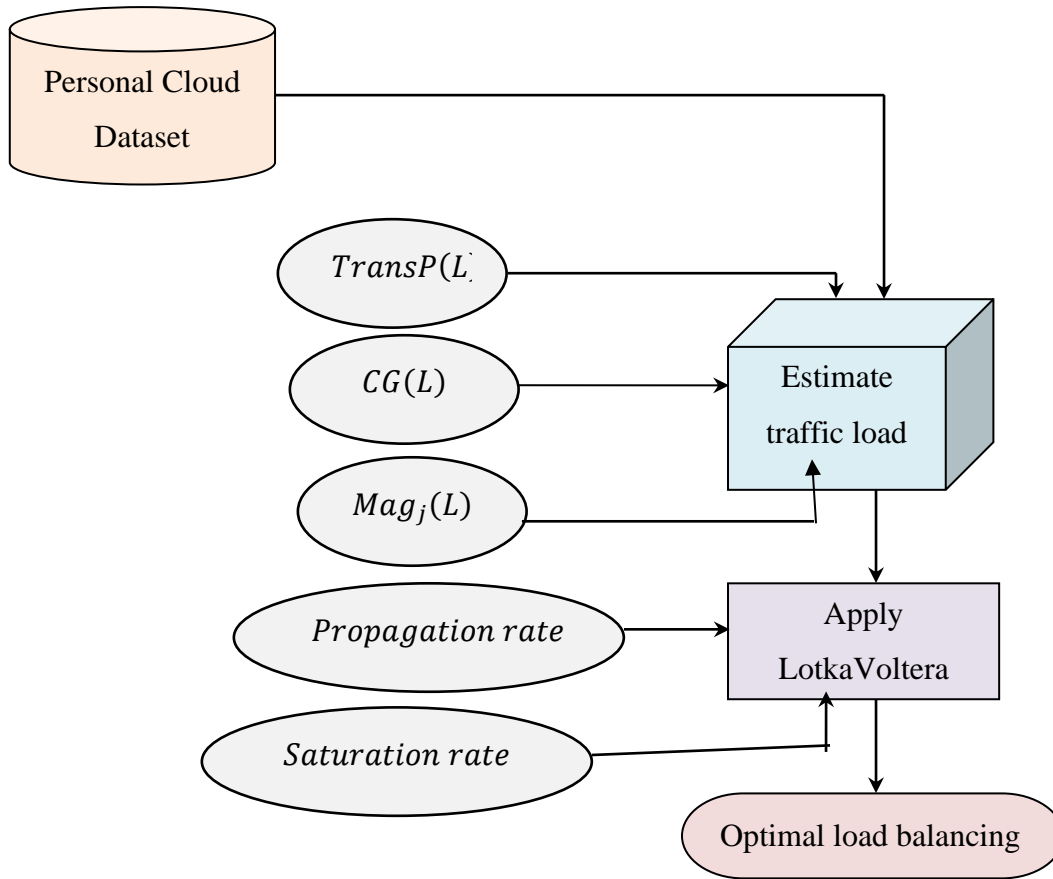 Personal Cloud
Dataset
TransP(L)
CG(L)
Estimate
traffic load
Mag_j(L)
Propagation rate
Apply
LotkaVoltera
Saturation rate
Optimal load balancing